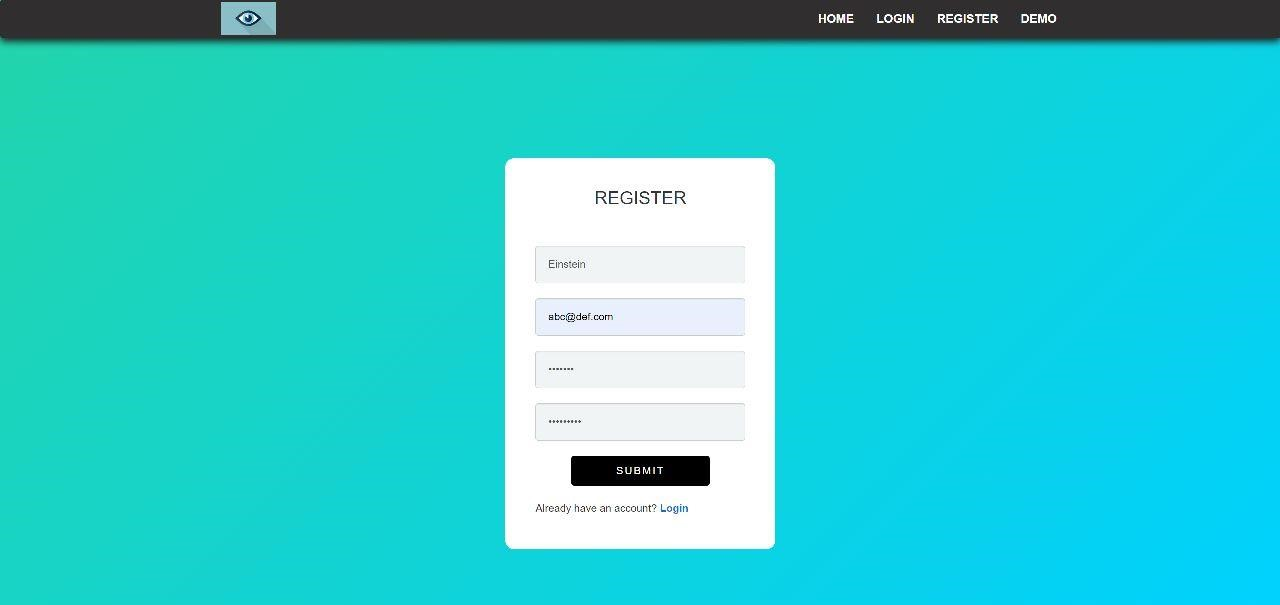 HOME LOGIN REGISTER DEMO
REGISTER
Einstein
abc@def.com
•••••••
•••••••••
SUBMIT
Already have an account? Login